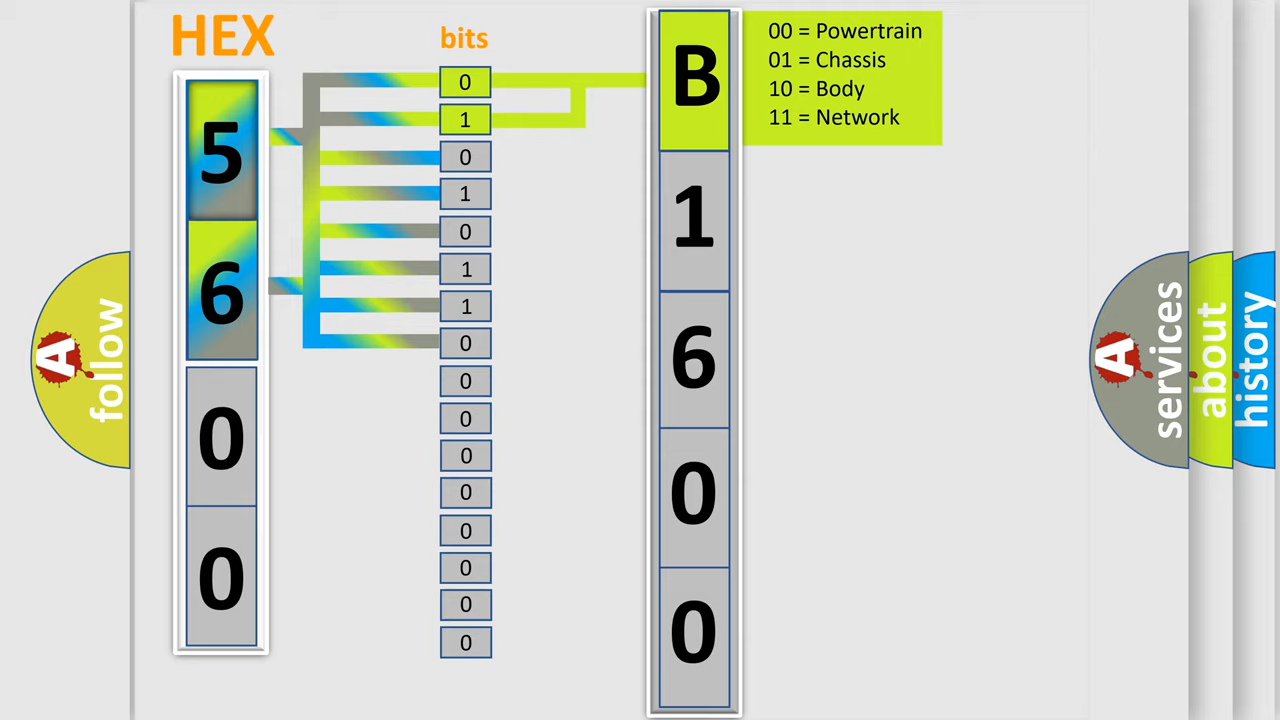 HEX
bits
5
6
0
0
0
1
0
1
0
1
1
0
0
0
0
0
0
0
0
0
B
1
6
0
0
00 = Powertrain
01 = Chassis
10 = Body
11 = Network
A
follow
A
services
about
history